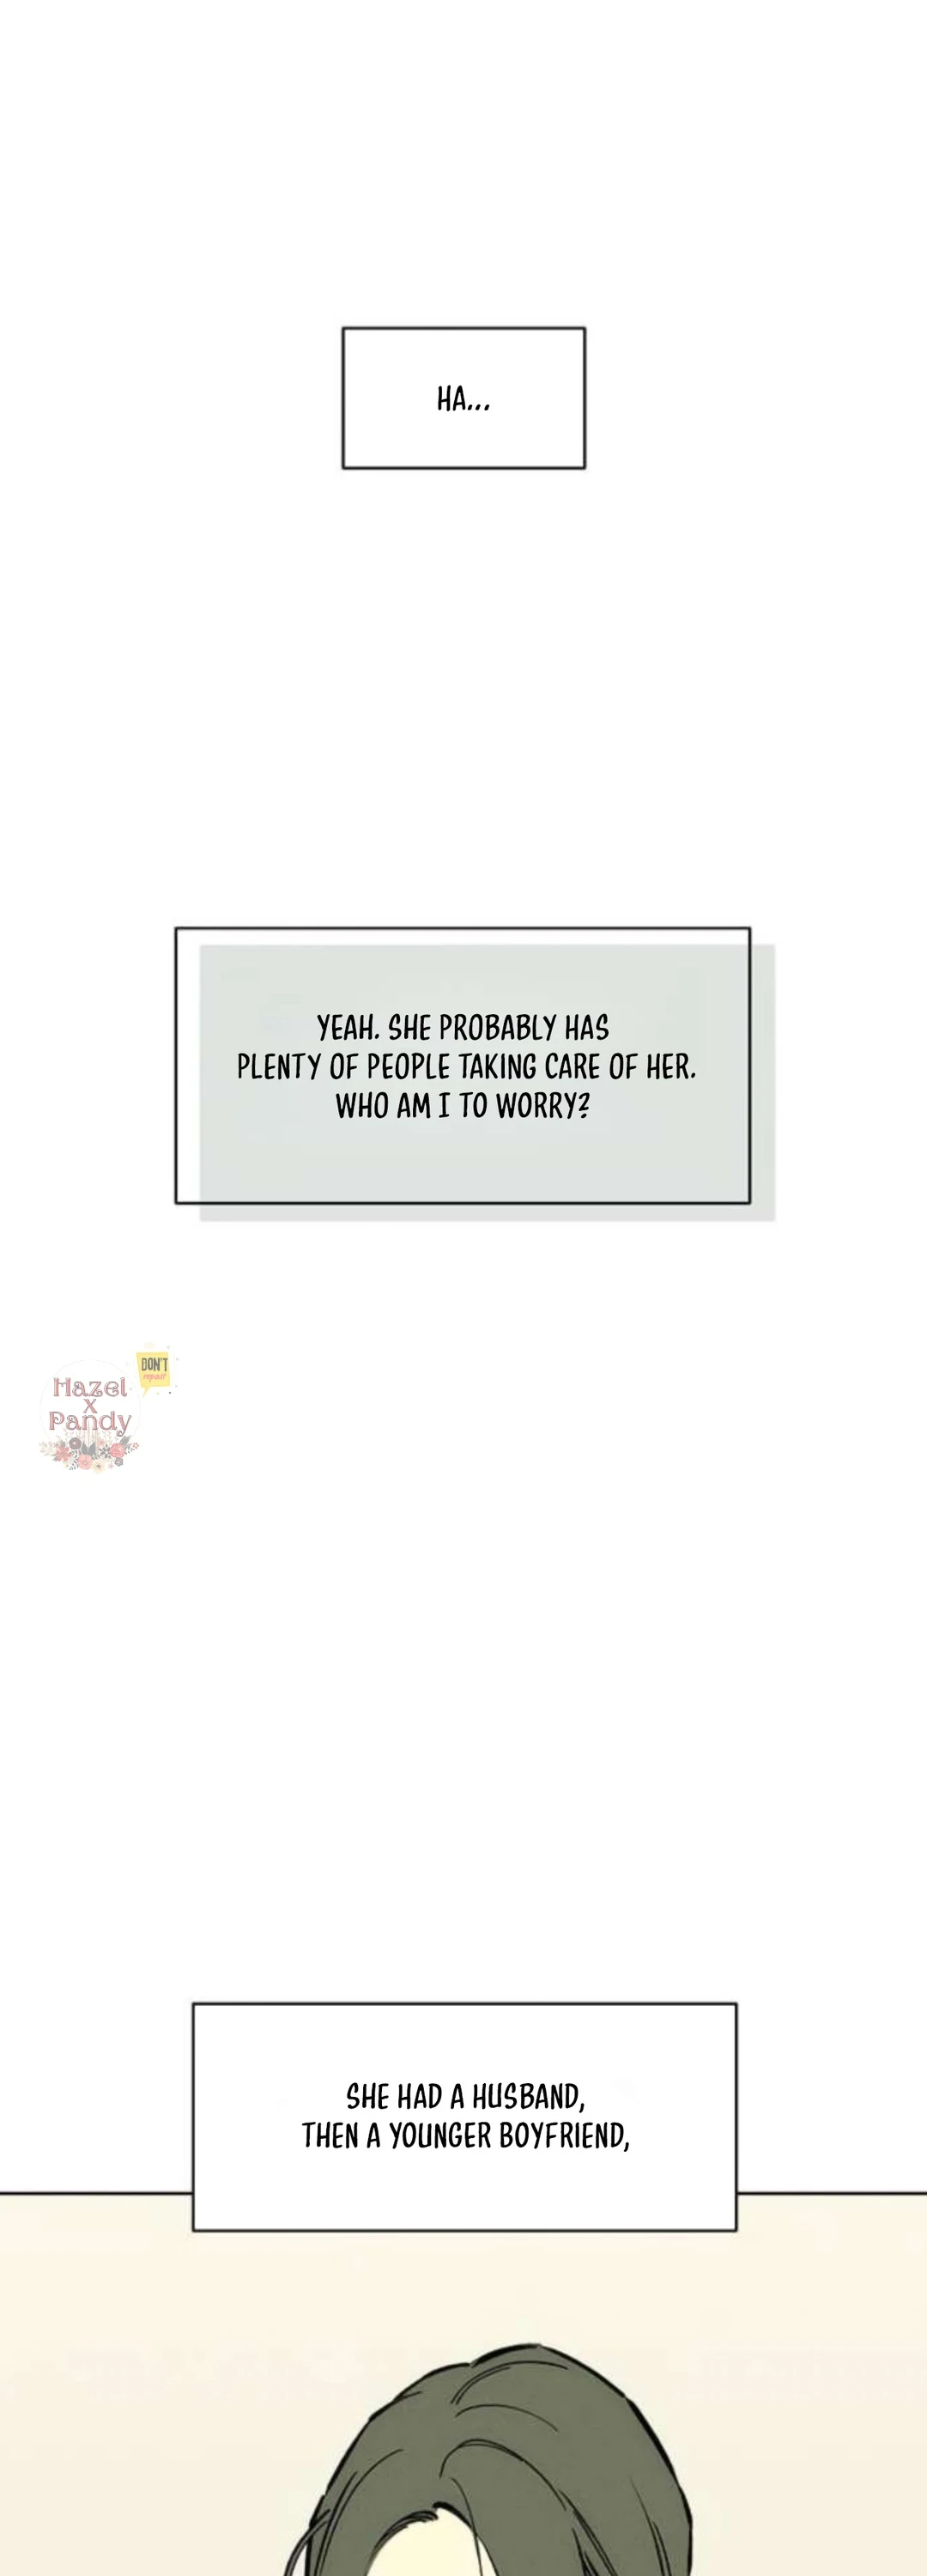 HA...
YEAH. SHE PROBABLY HAS
PLENTY OF PEOPLE TAKING CARE OF HER.
WHO AM I TO WORRY?
DON'T
repair
Hazel
X
Pandy
SHE HAD A HUSBAND,
THEN A YOUNGER BOYFRIEND,